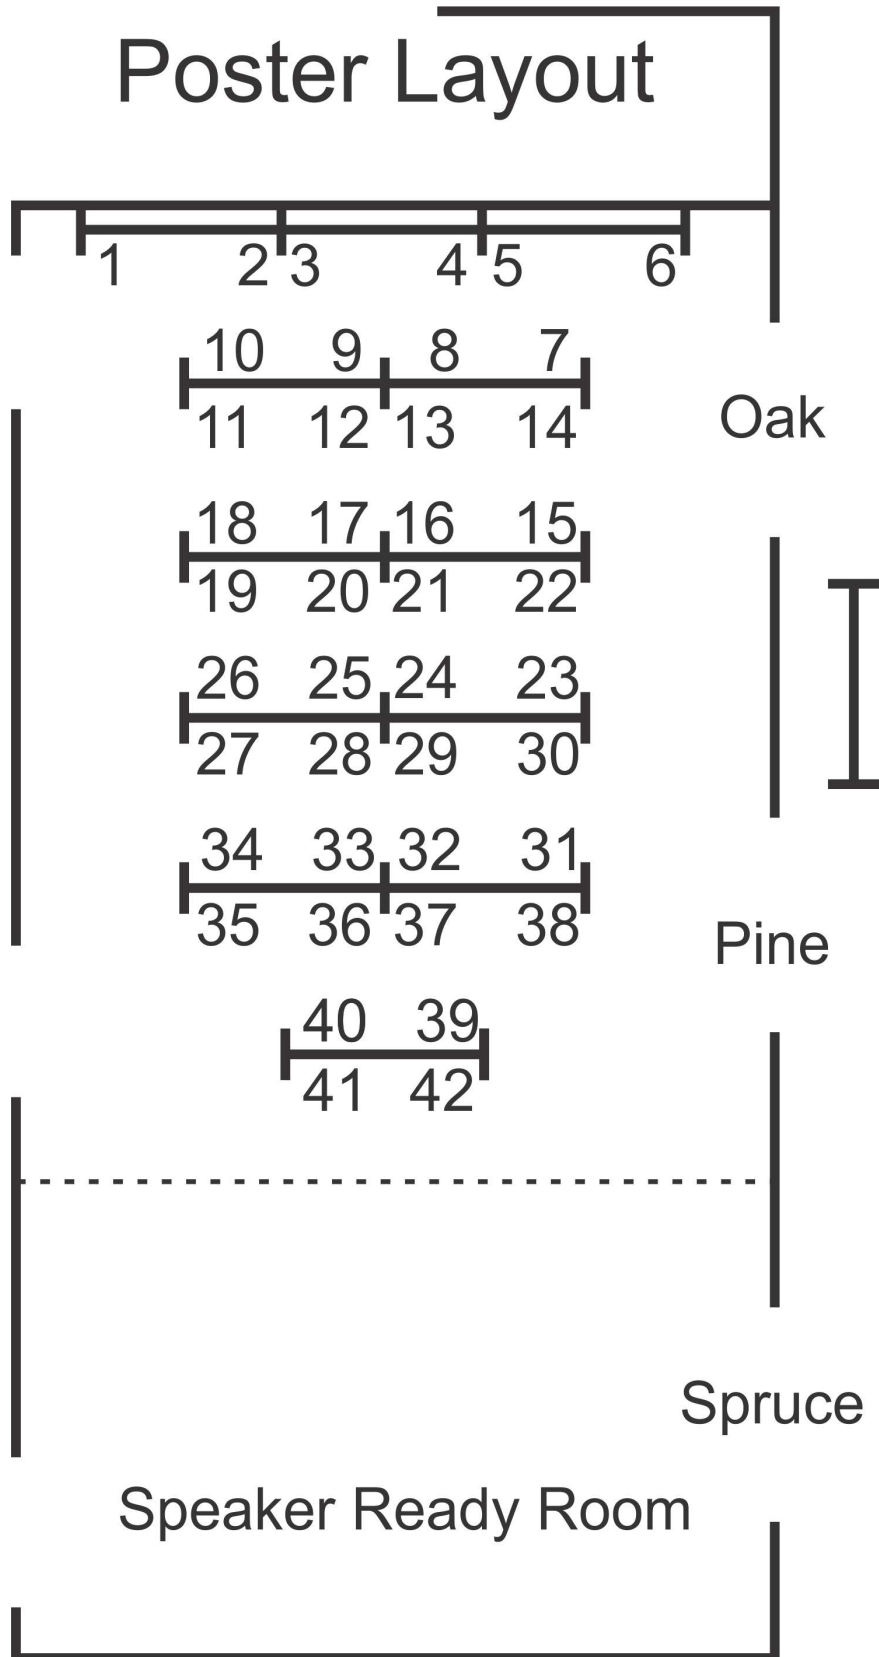 Poster Layout
1 2 3 4 5 6
10 9 8 7
11 12 13 14
Oak
18 17 16 15
19 20 21 22
26 25 24 23
27 28 29 30
34 33 32 31
35 36 37 38
Pine
40 39
41 42
Spruce
Speaker Ready Room